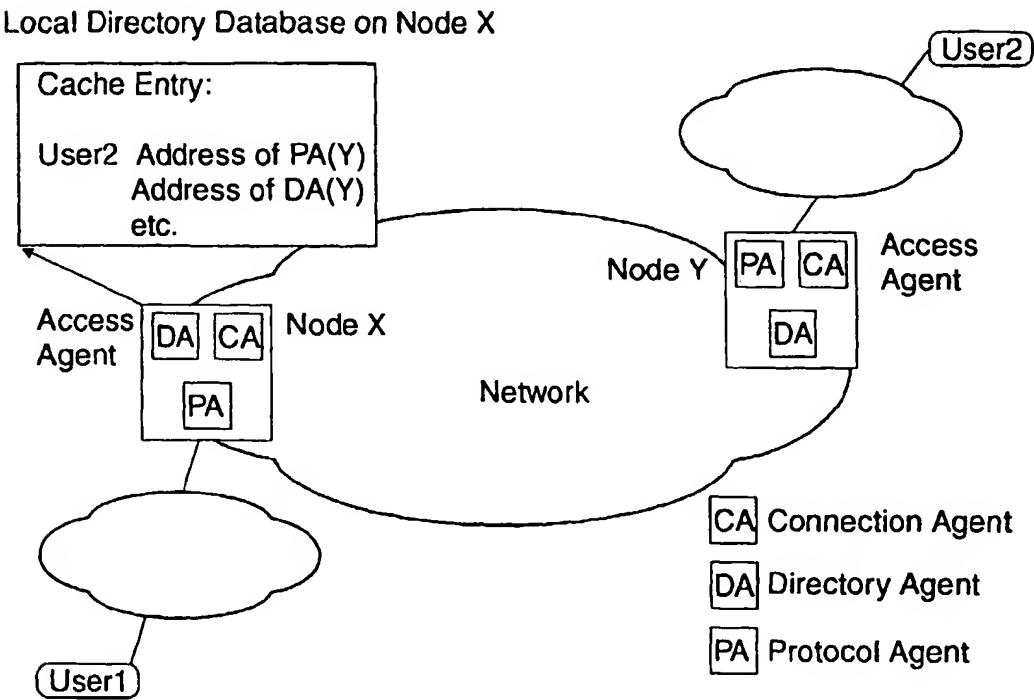 Local Directory Database on Node X
Cache Entry:
User2 Address of PA(Y)
Address of DA(Y)
etc.
User2
Node Y
PA
CA
DA
Access
Agent
Access
Agent
DA
CA
PA
Node X
Network
User1
CA Connection Agent
DA Directory Agent
PA Protocol Agent